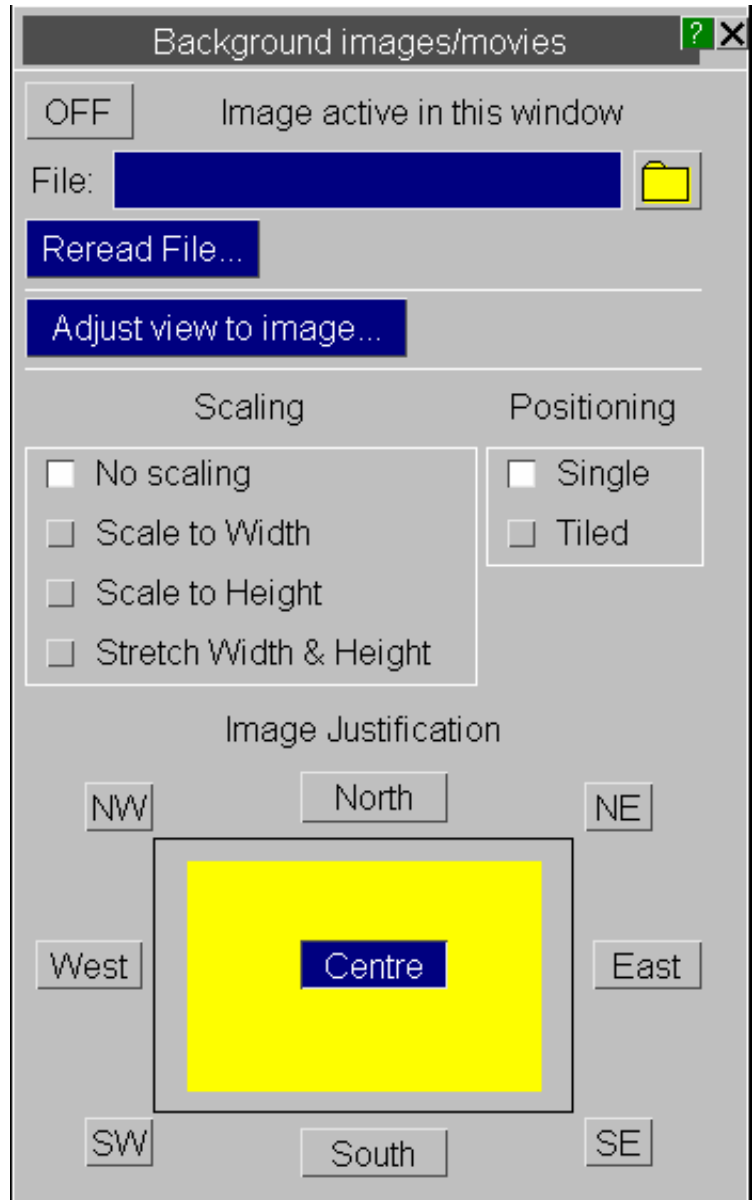 Background images/movies ?
OFF Image active in this window
File:
Reread File...
Adjust view to image...
Scaling Positioning
No scaling Single
Scale to Width Tiled
Scale to Height
Stretch Width & Height
Image Justification
NW North NE
West Centre East
SW South SE